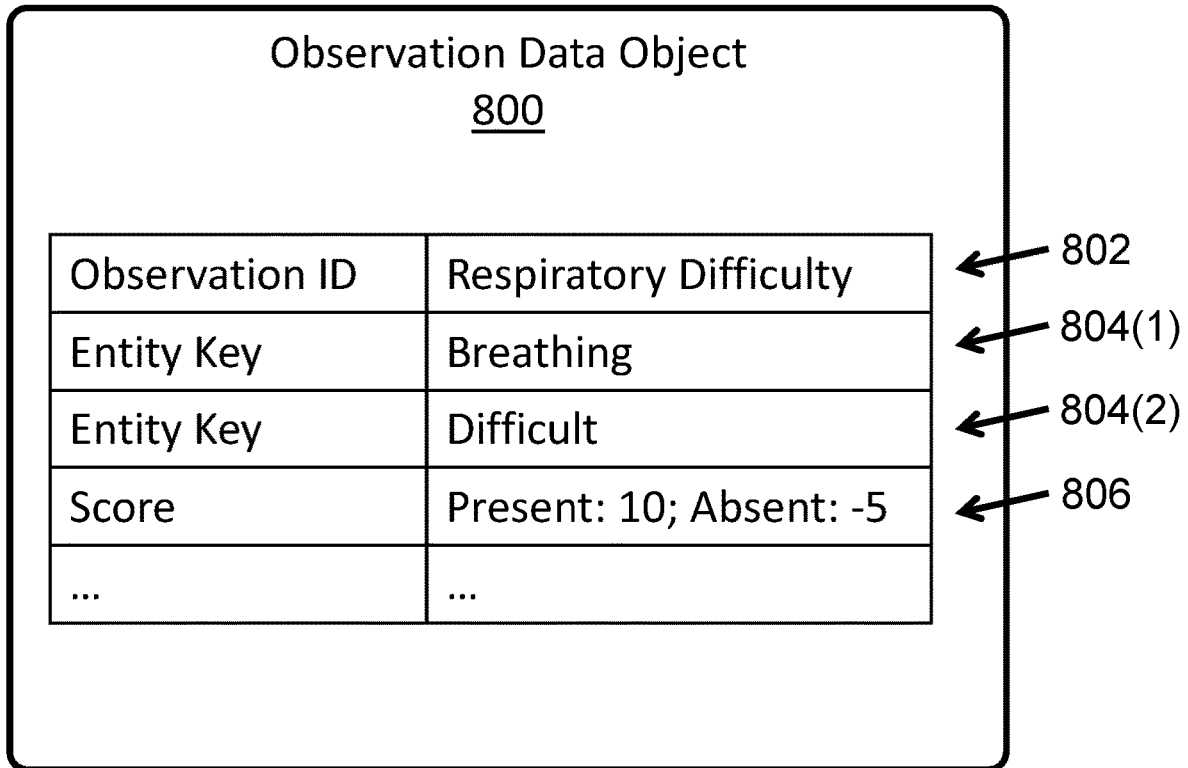 Observation Data Object
800
Observation ID Respiratory Difficulty 802
Entity Key Breathing 804(1)
Entity Key Difficult 804(2)
Score Present: 10; Absent: -5 806
... ...